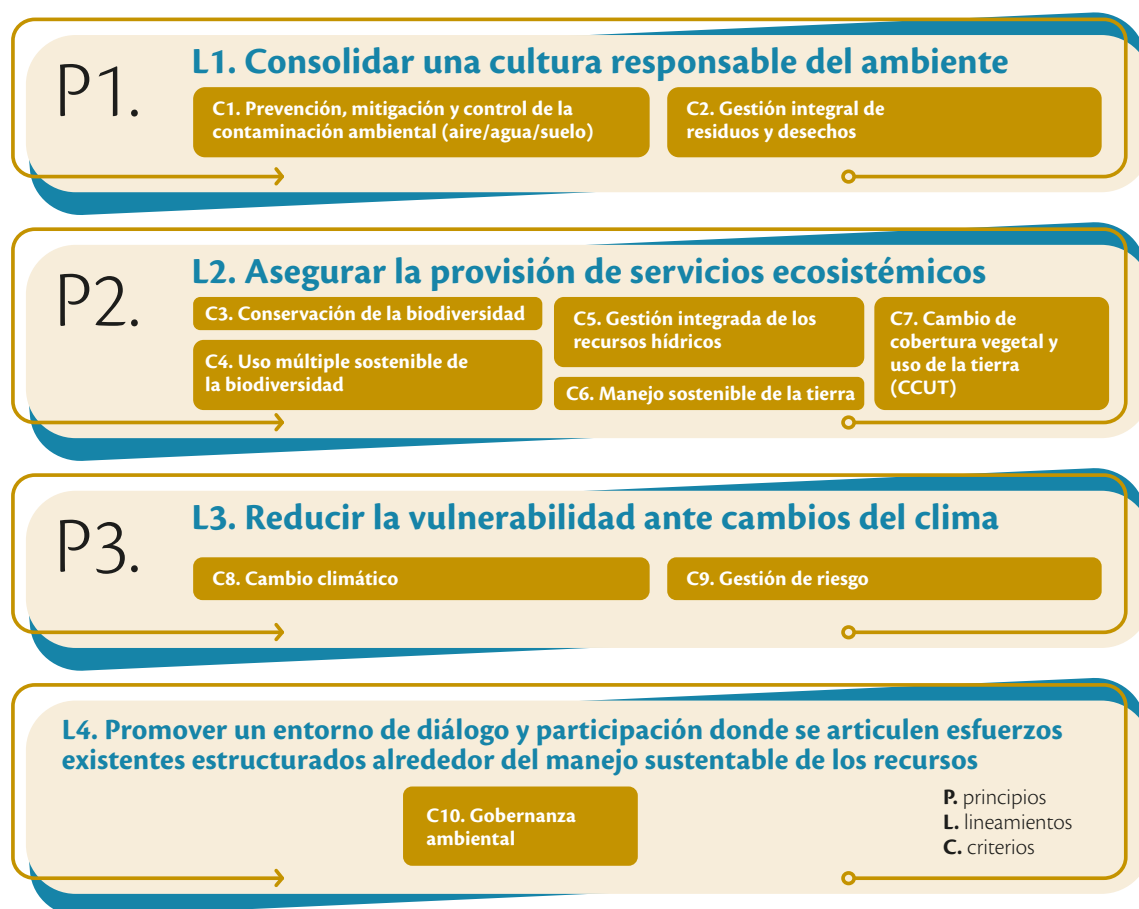 P1.
L1. Consolidar una cultura responsable del ambiente
C1. Prevención, mitigación y control de la
contaminación ambiental (aire/agua/suelo)
C2. Gestión integral de
residuos y desechos
P2.
L2. Asegurar la provisión de servicios ecosistémicos
C3. Conservación de la biodiversidad
C4. Uso múltiple sostenible de
la biodiversidad
C5. Gestión integrada de los
recursos hídricos
C6. Manejo sostenible de la tierra
C7. Cambio de
cobertura vegetal y
uso de la tierra
(CCUT)
P3.
L3. Reducir la vulnerabilidad ante cambios del clima
C8. Cambio climático
C9. Gestión de riesgo
L4. Promover un entorno de diálogo y participación donde se articulen esfuerzos
existentes estructurados alrededor del manejo sustentable de los recursos
C10. Gobernanza
ambiental
P. principios
L. lineamientos
C. criterios